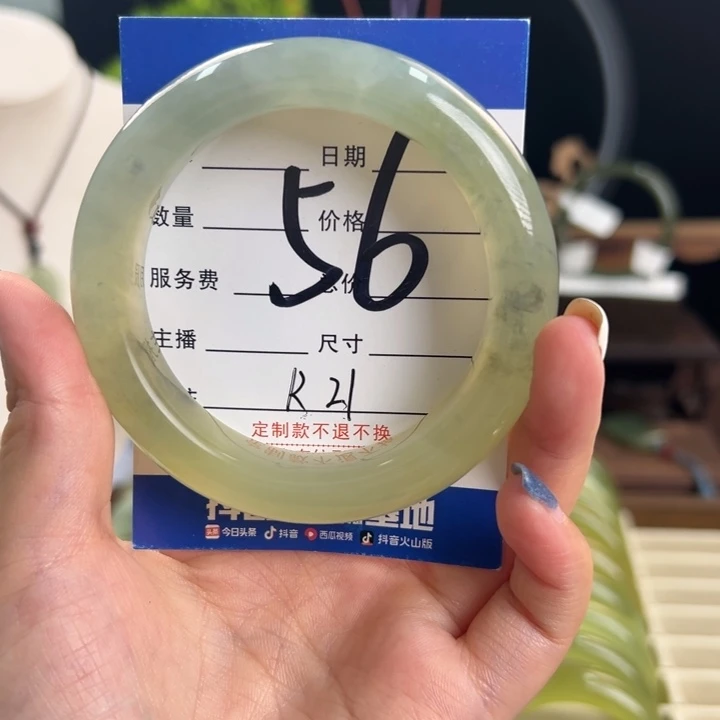 日期
56
数量
价格
服务费
总价
主播
尺寸
R21
定制款不退不换
今日头条 抖音 西瓜视频 抖音火山版